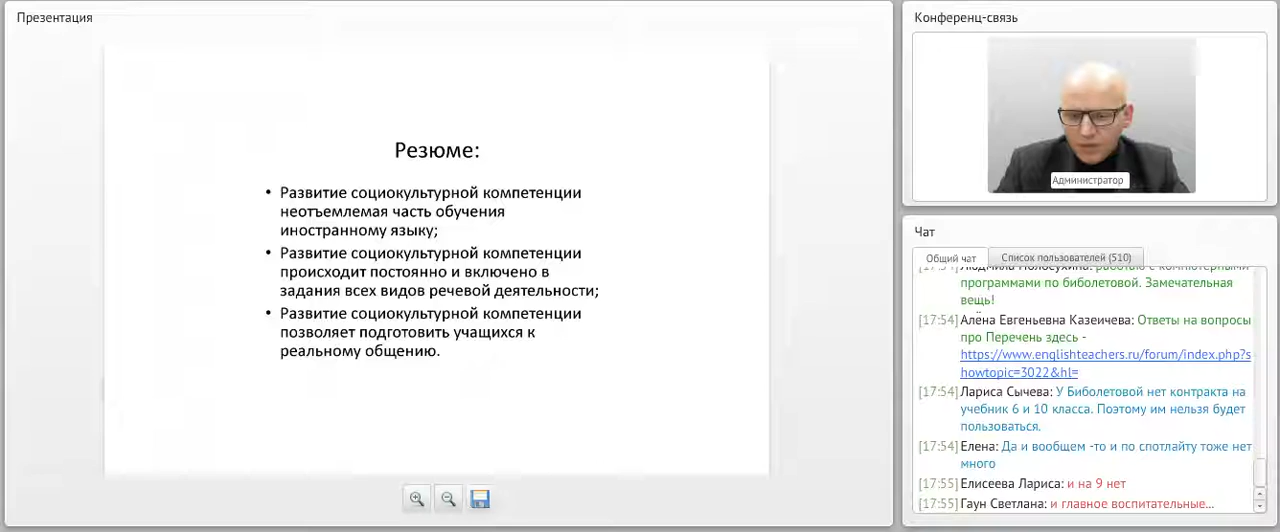 Презентация
Резюме:
• Развитие социокультурной компетенции
неотъемлемая часть обучения
иностранному языку;
• Развитие социокультурной компетенции
происходит постоянно и включено в
задания всех видов речевой деятельности;
• Развитие социокультурной компетенции
позволяет подготовить учащихся к
реальному общению.
Конференц-связь
Администратор
Чат
Общий чат
Список пользователей (510)
программами по биболетовой. Замечательная
вещь!
[17:54] Алёна Евгеньевна Казеичева: Ответы на вопросы
про Перечень здесь -
https://www.englishteachers.ru/forum/index.php?s
howtopic=3022&hl=
[17:54] Лариса Сычева: У Биболетовой нет контракта на
учебник 6 и 10 класса. Поэтому им нельзя будет
пользоваться.
[17:54] Елена: Да и вообщем -то и по спотлайту тоже нет
много
[17:55] Елисеева Лариса: и на 9 нет
[17:55] Гаун Светлана: и главное воспитательные...